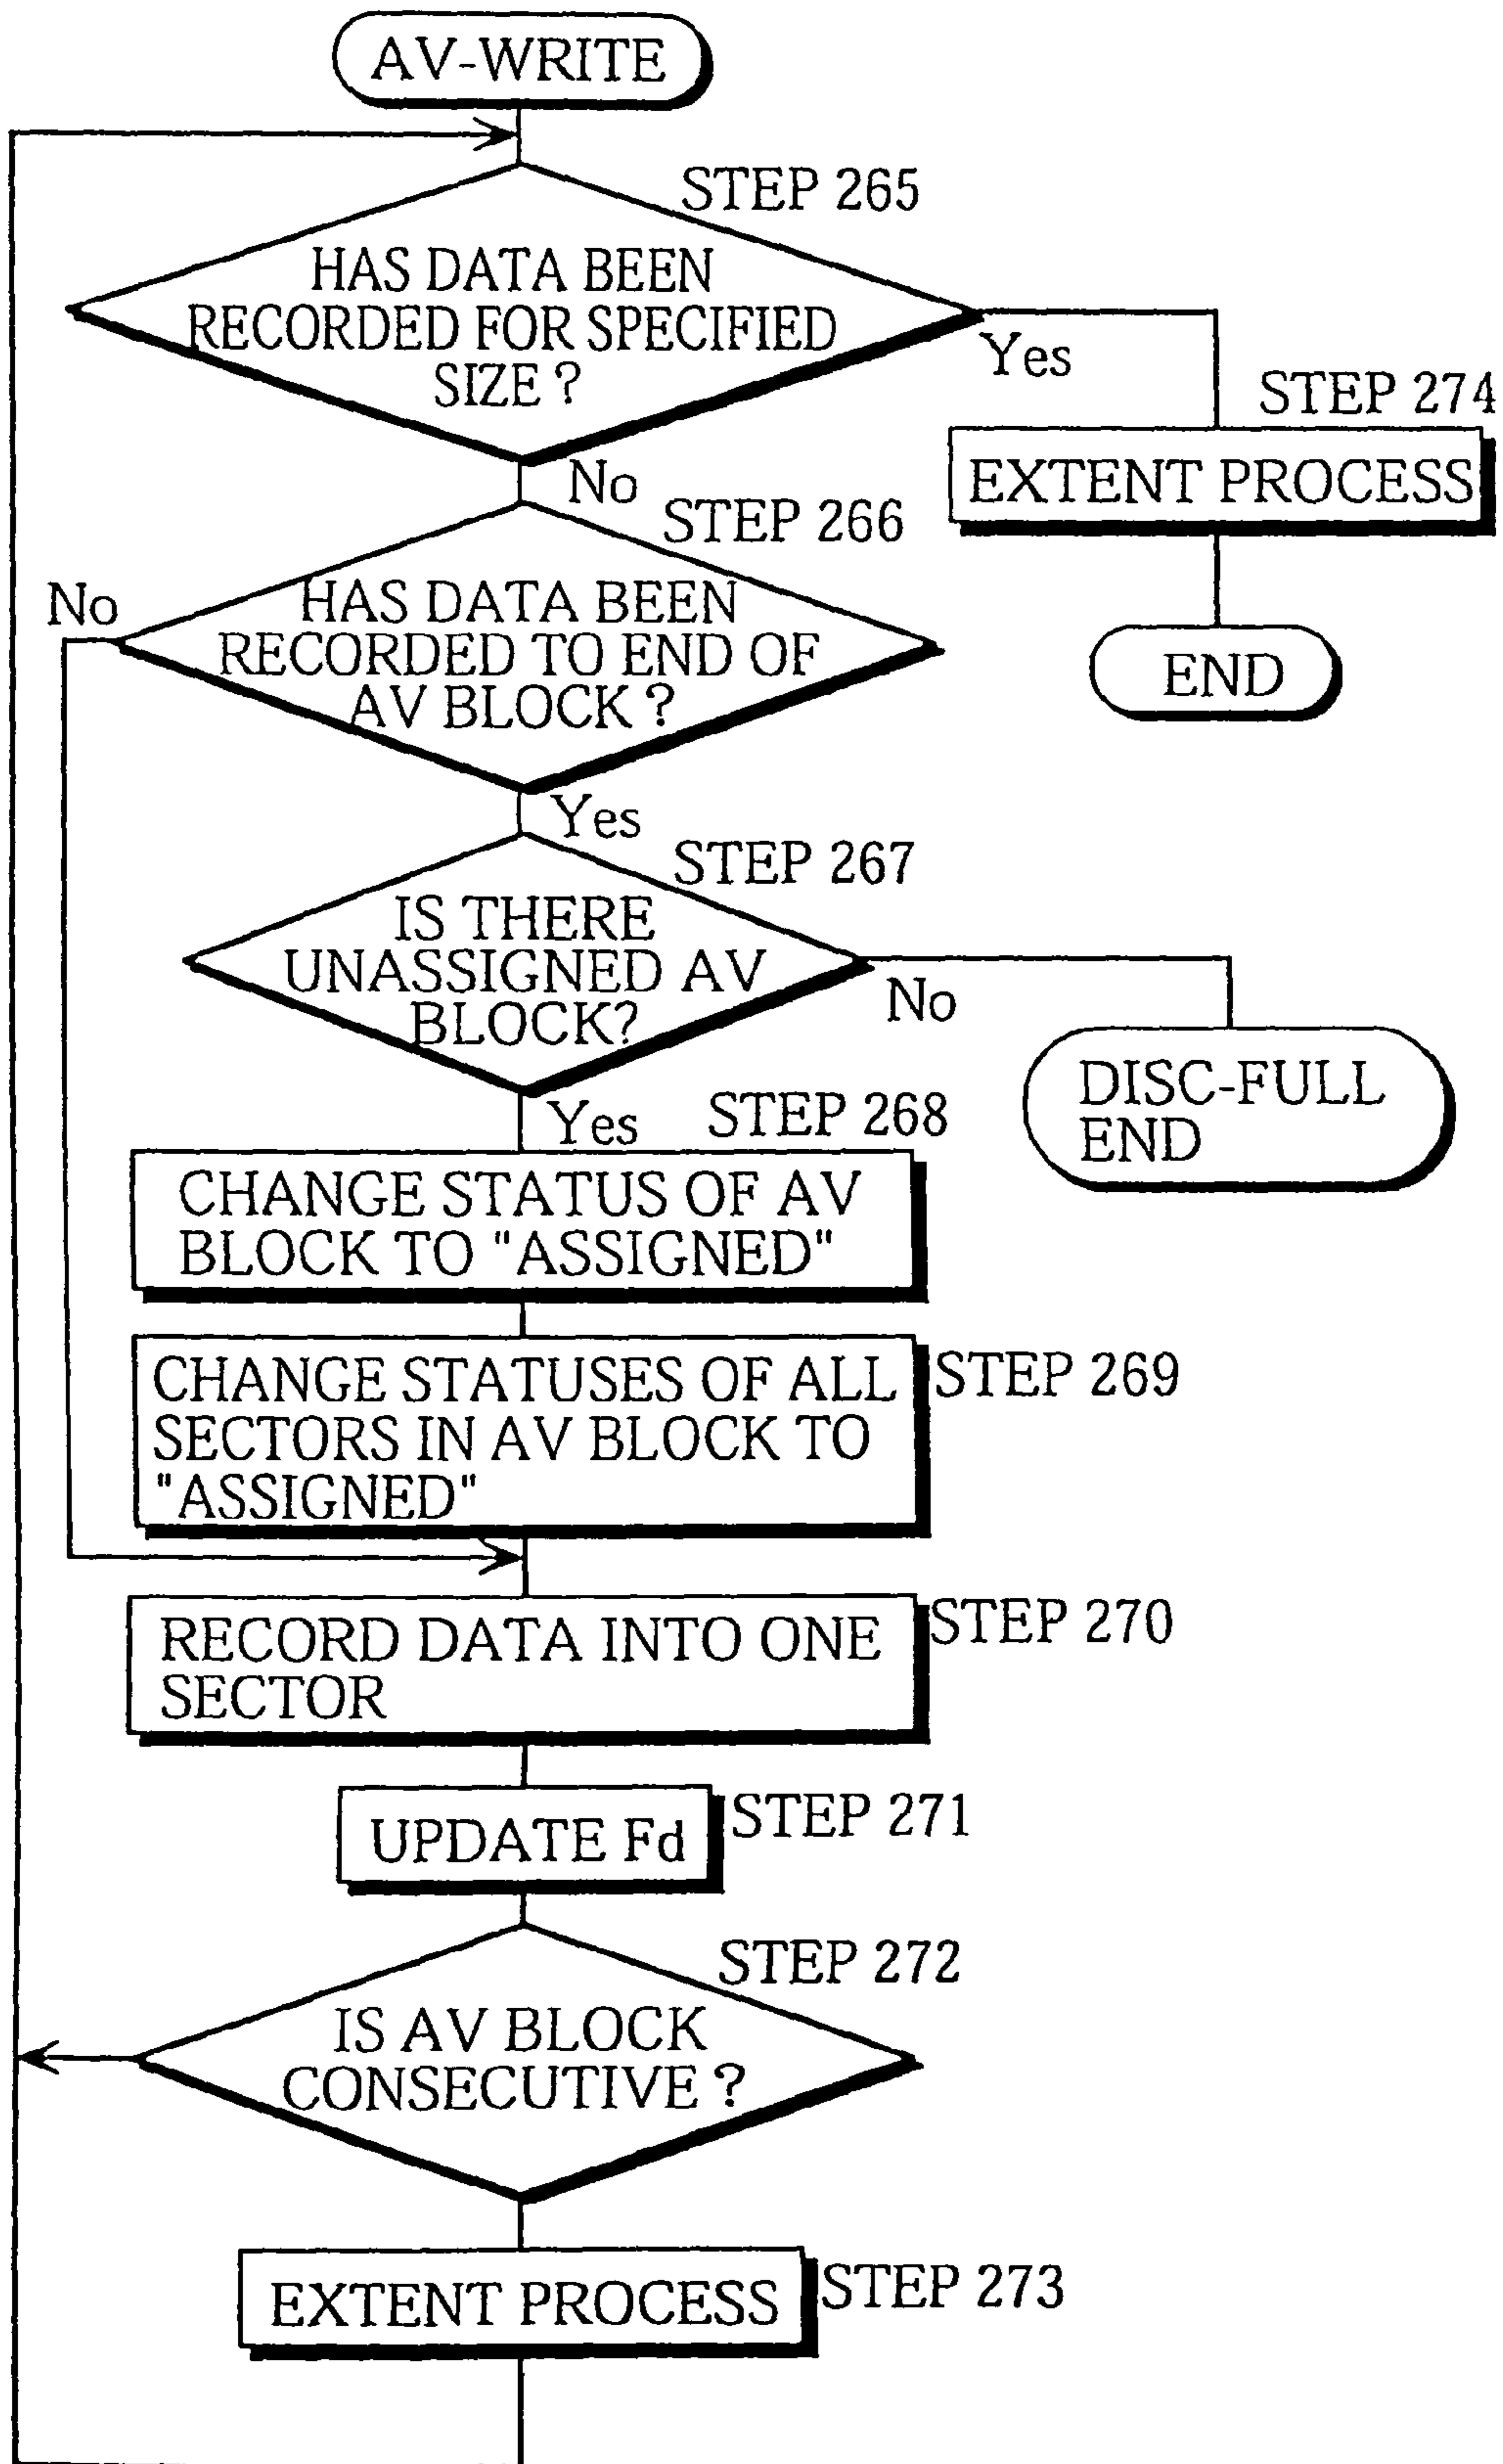 AV-WRITE
STEP 265
HAS DATA BEEN
RECORDED FOR SPECIFIED
SIZE ?
Yes
No
STEP 274
EXTENT PROCESS
END
STEP 266
No
HAS DATA BEEN
RECORDED TO END OF
AV BLOCK ?
Yes
STEP 267
IS THERE
UNASSIGNED AV
BLOCK?
No
DISC-FULL
END
Yes
STEP 268
CHANGE STATUS OF AV
BLOCK TO "ASSIGNED"
STEP 269
CHANGE STATUSES OF ALL
SECTORS IN AV BLOCK TO
"ASSIGNED"
STEP 270
RECORD DATA INTO ONE
SECTOR
STEP 271
UPDATE Fd
STEP 272
IS AV BLOCK
CONSECUTIVE ?
STEP 273
EXTENT PROCESS